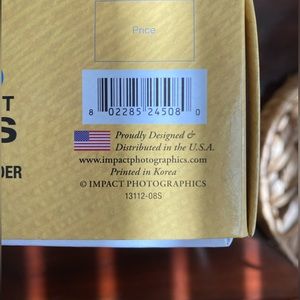 Price
8 02285 24508 0
T
S
DER
Proudly Designed &
Distributed in the U.S.A.
www.impactphotographics.com
Printed in Korea
© IMPACT PHOTOGRAPHICS
13112-08S